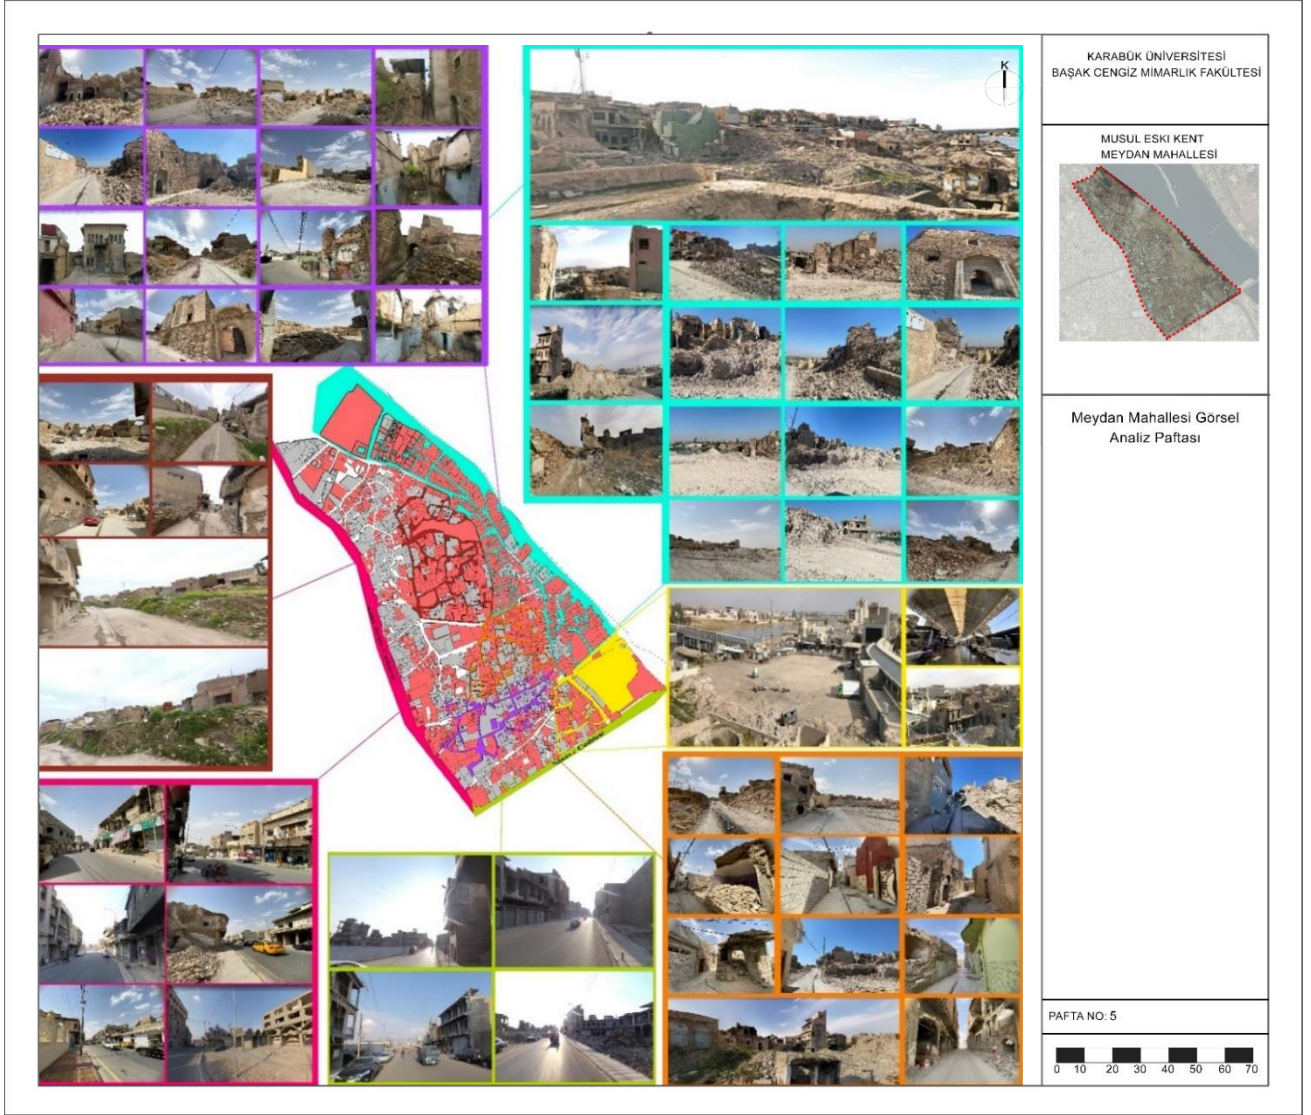 K
KARABÜK ÜNİVERSİTESİ
BAŞAK CENGİZ MİMARLIK FAKÜLTESİ
MUSUL ESKI KENT
MEYDAN MAHALLESİ
Meydan Mahallesi Görsel
Analiz Paftası
PAFTA NO: 5
0 10 20 30 40 50 60 70